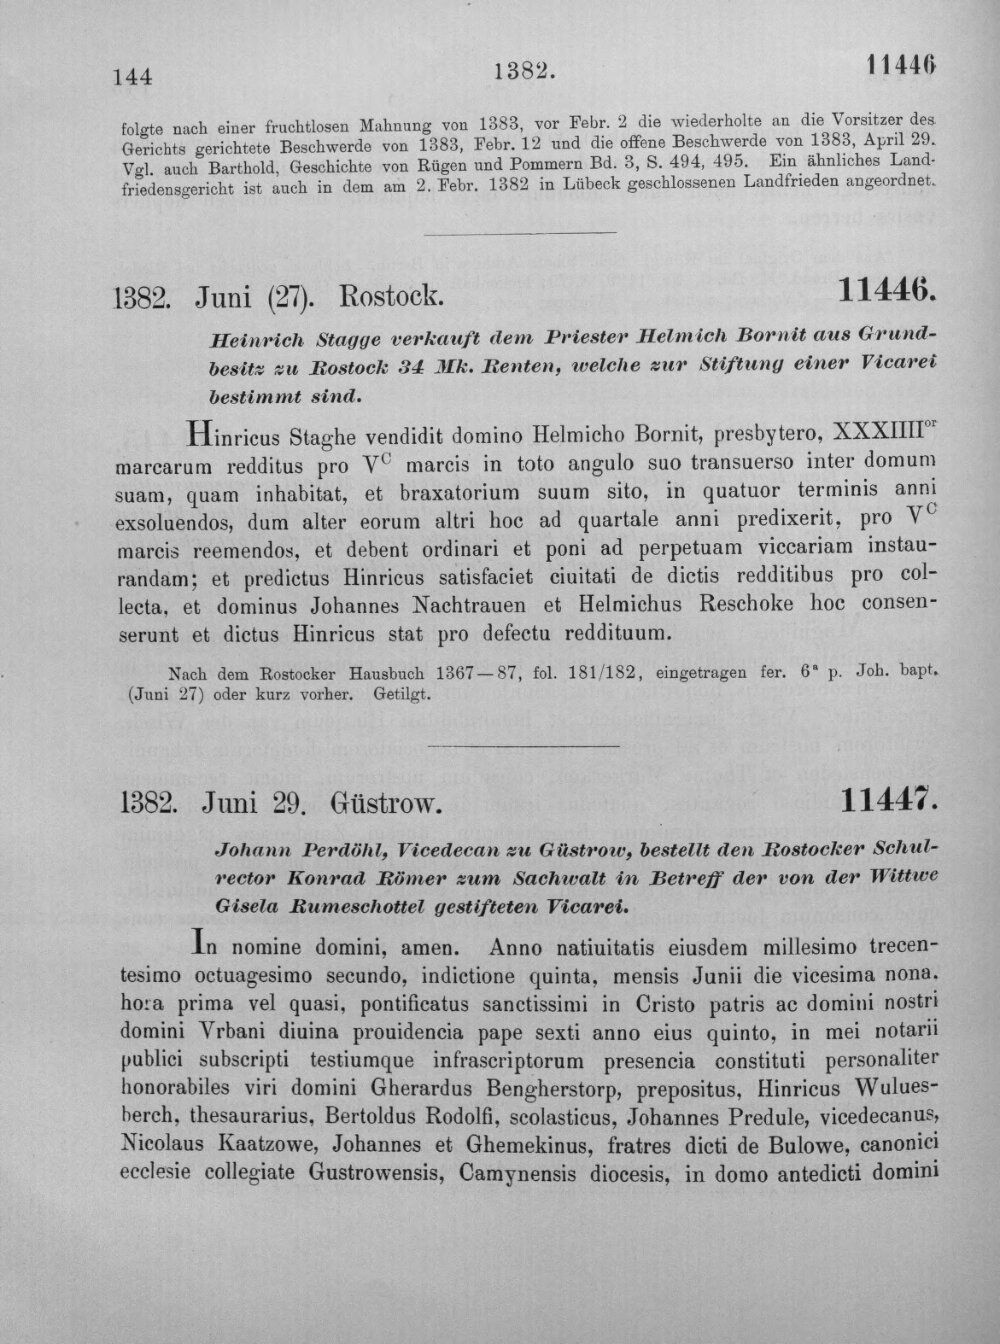 144 1382. 11446
folgte nach einer fruchtlosen Mahnung von 1383, vor Febr. 2 die wiederholte an die Vorsitzer des
Gerichts gerichtete Beschwerde von 1383, Febr. 12 und die offene Beschwerde von 1383, April 29.
Vgl. auch Barthold, Geschichte von Rügen und Pommern Bd. 3, S. 494, 495. Ein ähnliches Land-
friedensgericht ist auch in dem am 2. Febr. 1382 in Lübeck geschlossenen Landfrieden angeordnet.
1382. Juni (27). Rostock. 11446.
Heinrich Stagge verkauft dem Priester Helmich Bornit aus Grund-
besitz zu Rostock 34 Mk. Renten, welche zur Stiftung einer Vicarei
bestimmt sind.
Hinricus Staghe vendidit domino Helmicho Bornit, presbytero, XXXIIIIor
marcarum redditus pro VC marcis in toto angulo suo transuerso inter domum
suam, quam inhabitat, et braxatorium suum sito, in quatuor terminis anni
exsoluendos, dum alter eorum altri hoc ad quartale anni predixerit, pro VC
marcis reemendos, et debent ordinari et poni ad perpetuam viccariam instau-
randam; et predictus Hinricus satisfaciet ciuitati de dictis redditibus pro col-
lecta, et dominus Johannes Nachtrauen et Helmichus Reschoke hoc consen-
serunt et dictus Hinricus stat pro defectu reddituum.
Nach dem Rostocker Hausbuch 1367—87, fol. 181/182, eingetragen fer. 6a p. Joh. bapt.
(Juni 27) oder kurz vorher. Getilgt.
1382. Juni 29. Güstrow. 11447.
Johann Perdöhl, Vicedecan zu Güstrow, bestellt den Rostocker Schul-
rector Konrad Römer zum Sachwalt in Betreff der von der Wittwe
Gisela Rumeschottel gestifteten Vicarei.
In nomine domini, amen. Anno natiuitatis eiusdem millesimo trecen-
tesimo octuagesimo secundo, indictione quinta, mensis Junii die vicesima nona,
hora prima vel quasi, pontificatus sanctissimi in Cristo patris ac domini nostri
domini Vrbani diuina prouidencia pape sexti anno eius quinto, in mei notarii
publici subscripti testiumque infrascriptorum presencia constituti personaliter
honorabiles viri domini Gherardus Bengherstorp, prepositus, Hinricus Wulues-
berch, thesaurarius, Bertoldus Rodolfi, scolasticus, Johannes Predule, vicedecanus,
Nicolaus Kaatzowe, Johannes et Ghemekinus, fratres dicti de Bulowe, canonici
ecclesie collegiate Gustrowensis, Camynensis diocesis, in domo antedicti domini